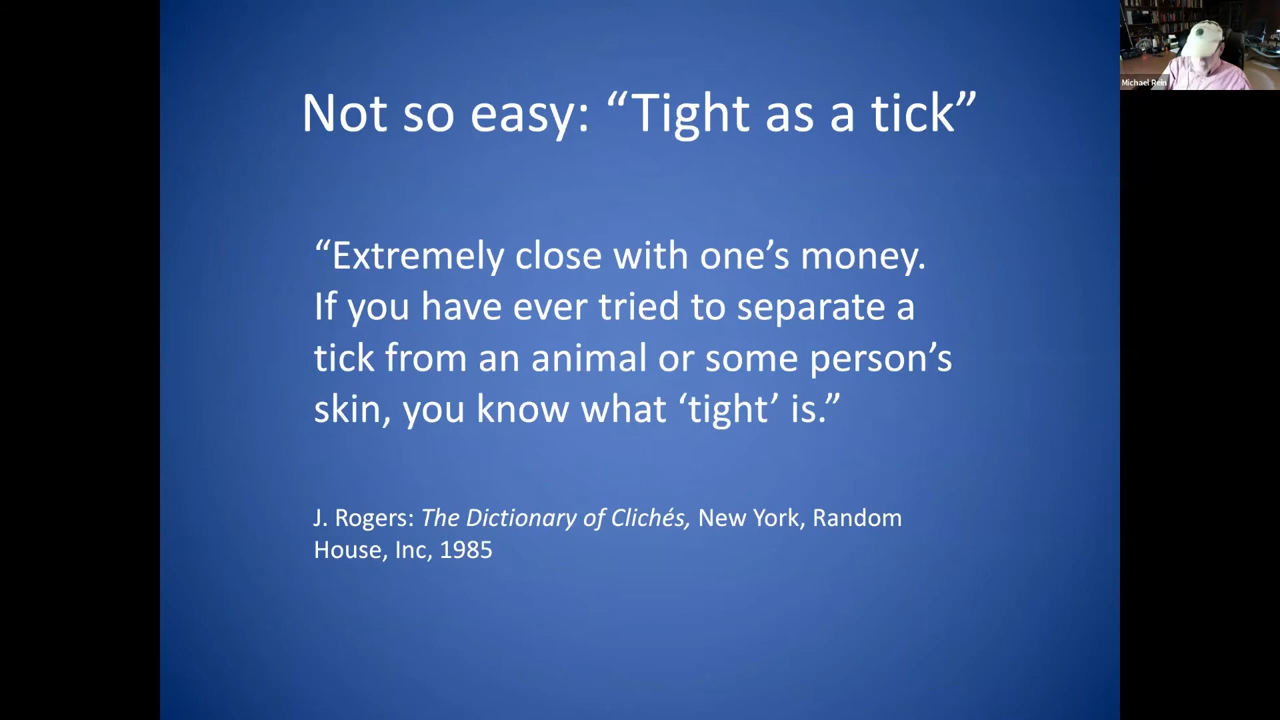 Not so easy: “Tight as a tick”
“Extremely close with one’s money.
If you have ever tried to separate a
tick from an animal or some person’s
skin, you know what ‘tight’ is.”
J. Rogers: The Dictionary of Clichés, New York, Random
House, Inc, 1985
Michael Rein